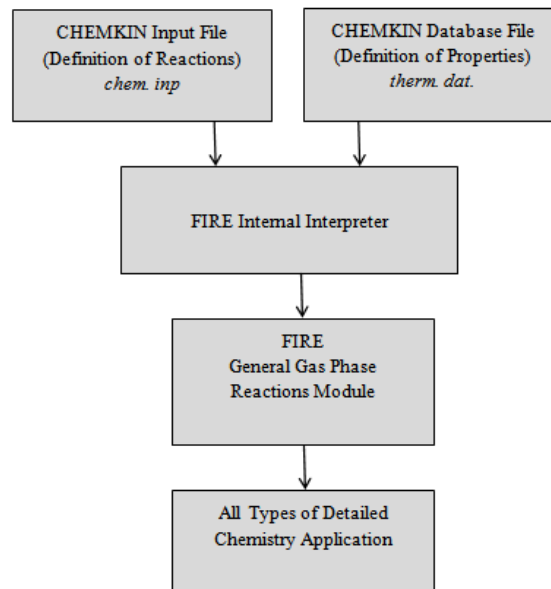 CHEMKIN Input File
(Definition of Reactions)
chem. inp
CHEMKIN Database File
(Definition of Properties)
therm. dat.
FIRE Internal Interpreter
FIRE
General Gas Phase
Reactions Module
All Types of Detailed
Chemistry Application